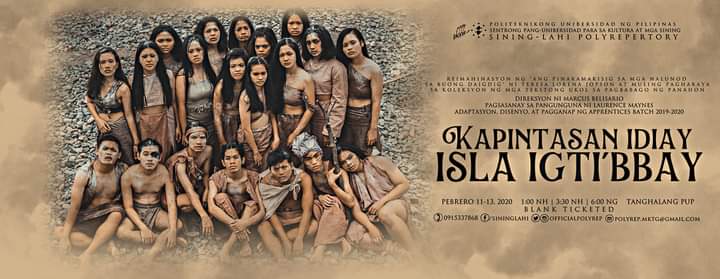 POLITEKNIKONG UNIBERSIDAD NG PILIPINAS
SENTRONG PANG-UNIBERSIDAD PARA SA KULTURA AT MGA SINING
SINING-LAHI POLYREPERTORY
REIMAHINASYON NG "ANG PINAKAMAKISIG SA MGA NALUNOD
SA BUONG DAIGDIG" NI TERESA LORENA JOPSON AT MULING PAGHARAYA
SA KOLEKSYON NG MGA TEKSTONG UKOL SA PAGBABAGO NG PANAHON
DIREKSYON NI MARCUS BELISARIO
PAGSASANAY SA PANGUNGUNA NI LAURENCE MAYNES
ADAPTASYON, DISENYO, AT PAGGANAP NG APPRENTICES BATCH 2019-2020
KAPINTASAN IDIAY
ISLA IGTI'BBAY
PEBRERO 11-13, 2020 1:00 NH | 3:30 NH | 6:00 NG TANGHALANG PUP
BLANK TICKETED
0915337868 /SININGLAHI @OFFICIALPOLYREP POLYREP.MKTG@GMAIL.COM